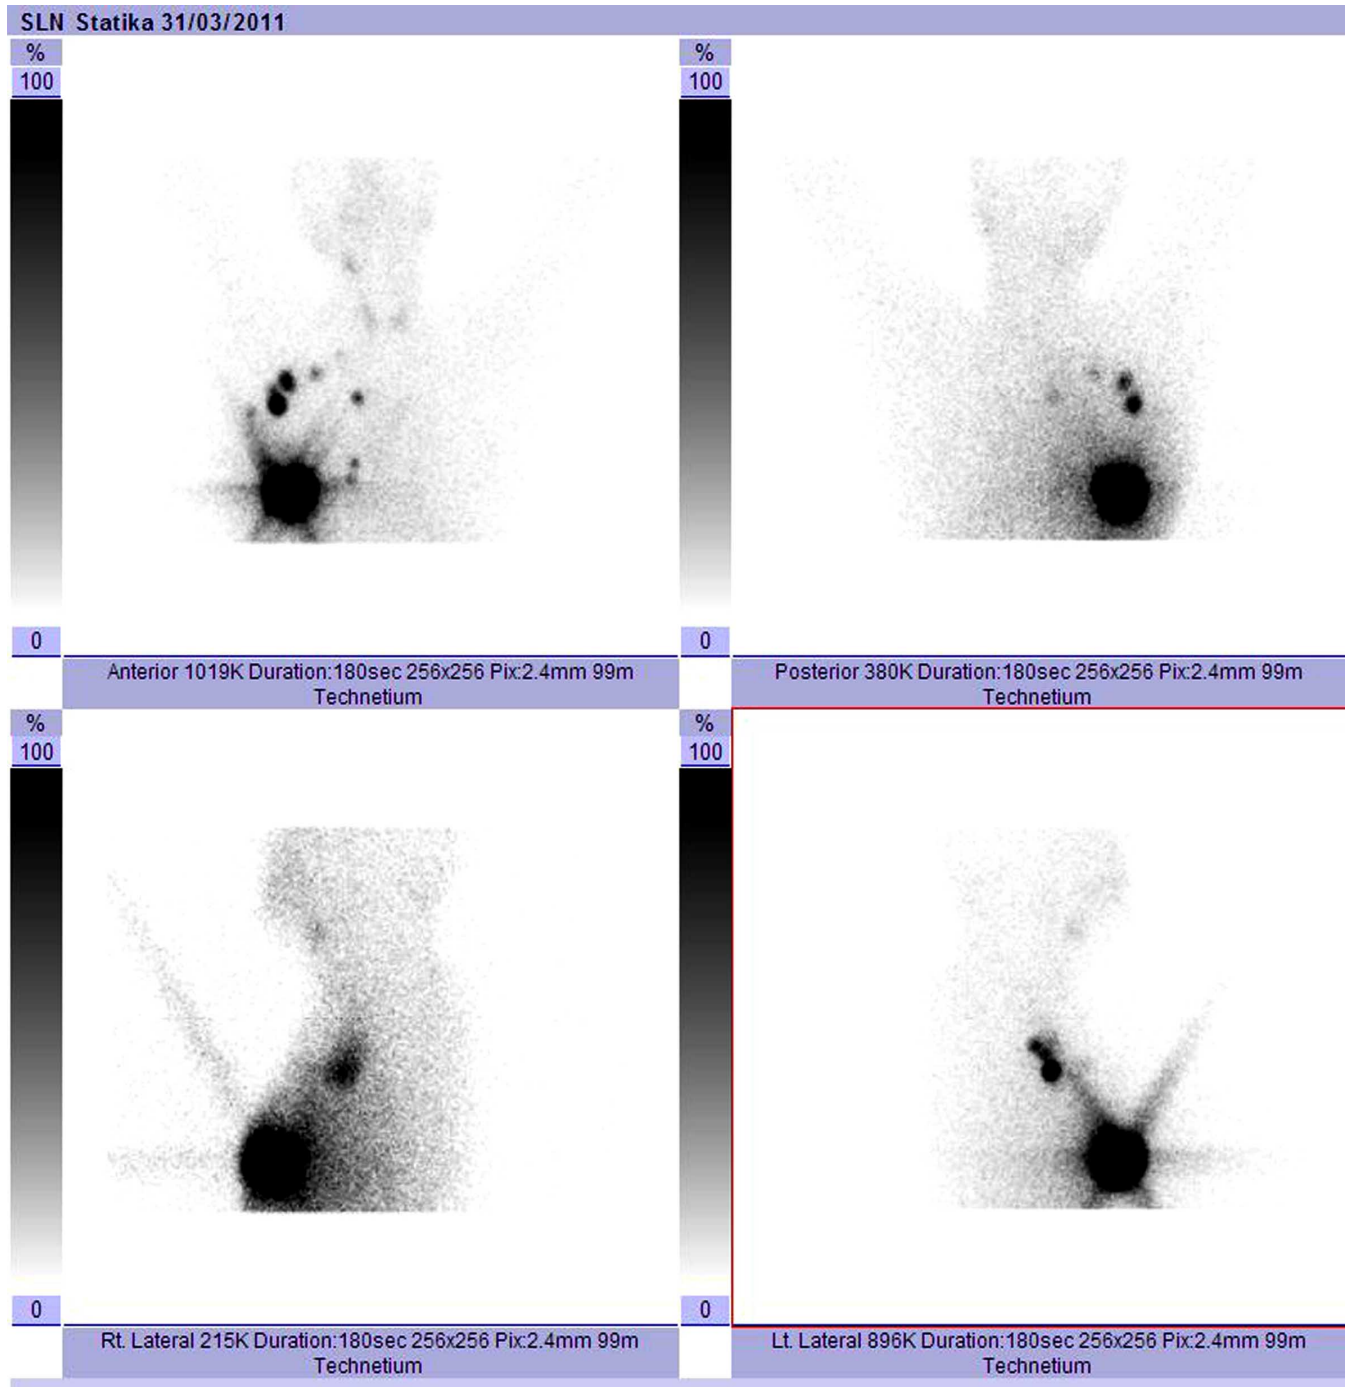 SLN Statika 31/03/2011
%
100
0
Anterior 1019K Duration:180sec 256x256 Pix:2.4mm 99m
Technetium
%
100
0
Posterior 380K Duration:180sec 256x256 Pix:2.4mm 99m
Technetium
%
100
0
Rt. Lateral 215K Duration:180sec 256x256 Pix:2.4mm 99m
Technetium
%
100
0
Lt. Lateral 896K Duration:180sec 256x256 Pix:2.4mm 99m
Technetium